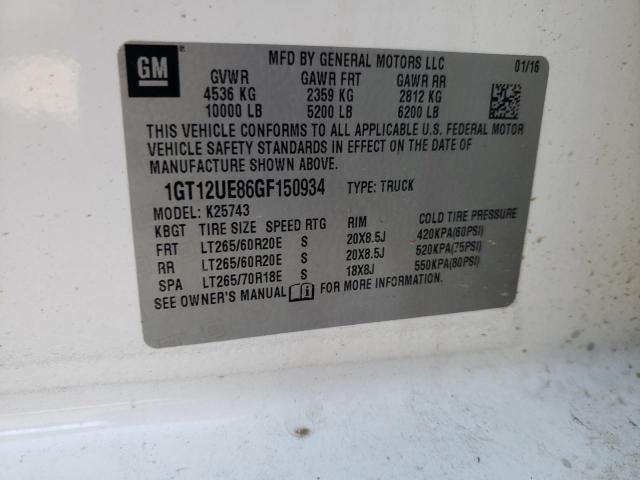 GM
MFD BY GENERAL MOTORS LLC 01/16
GVWR GAWR FRT GAWR RR
4536 KG 2359 KG 2812 KG
10000 LB 5200 LB 6200 LB
THIS VEHICLE CONFORMS TO ALL APPLICABLE U.S. FEDERAL MOTOR
VEHICLE SAFETY STANDARDS IN EFFECT ON THE DATE OF
MANUFACTURE SHOWN ABOVE.
1GT12UE86GF150934 TYPE: TRUCK
MODEL: K25743
KBGT TIRE SIZE SPEED RTG RIM COLD TIRE PRESSURE
FRT LT265/60R20E S 20X8.5J 420KPA(60PSI)
RR LT265/60R20E S 20X8.5J 520KPA(75PSI)
SPA LT265/70R18E S 18X8J 550KPA(80PSI)
SEE OWNER'S MANUAL FOR MORE INFORMATION.